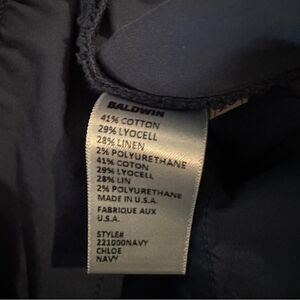 BALDWIN
41% COTTON
29% LYOCELL
28% LINEN
2% POLYURETHANE
41% COTON
29% LYOCELL
28% LIN
2% POLYURETHANE
MADE IN U.S.A.
FABRIQUE AUX
U.S.A.
STYLE#
221000NAVY
CHLOE
NAVY